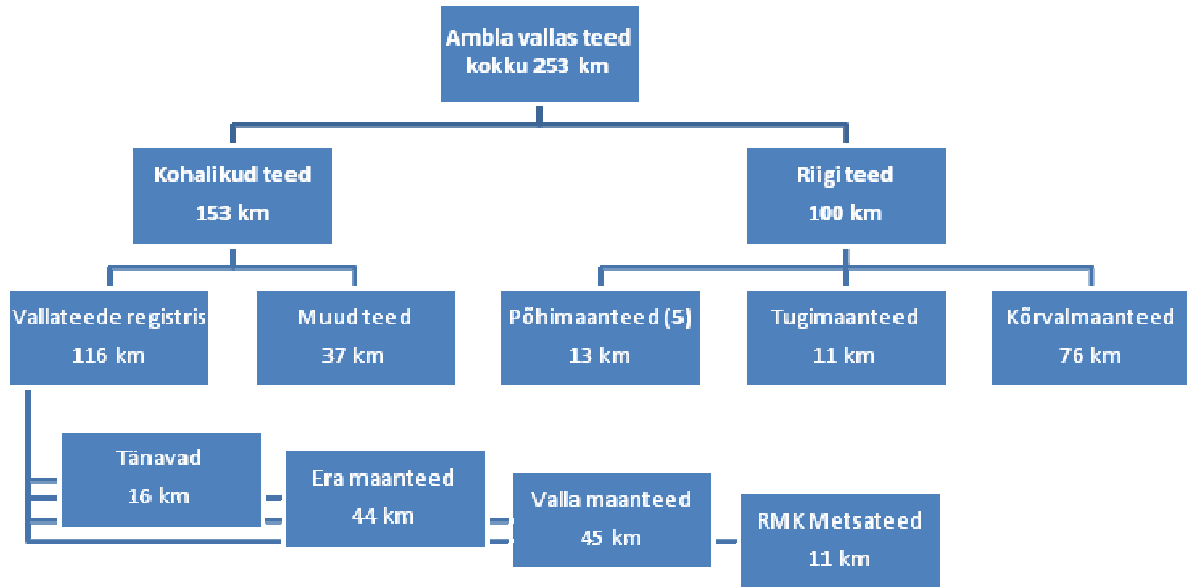 Ambla vallas teed
kokku 253 km
Kohalikud teed
153 km
Riigi teed
100 km
Vallateede registris
116 km
Muud teed
37 km
Põhimaanteed (5)
13 km
Tugimaanteed
11 km
Kõrvalmaanteed
76 km
Tänavad
16 km
Era maanteed
44 km
Valla maanteed
45 km
RMK Metsateed
11 km